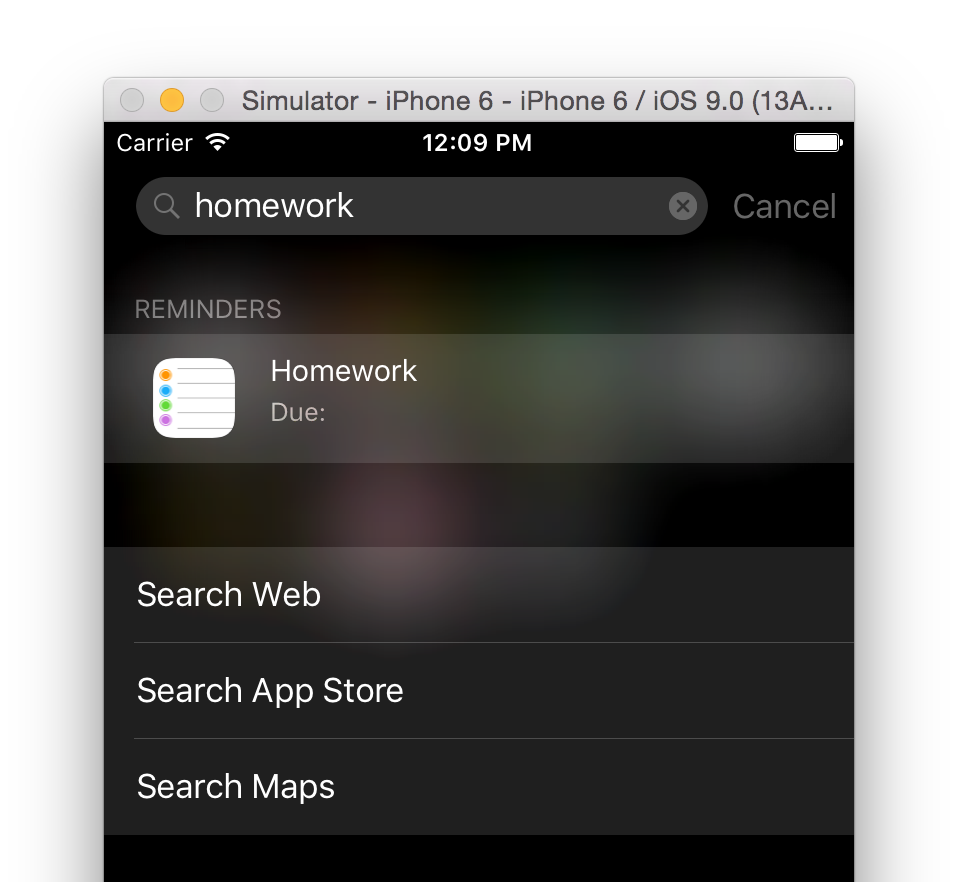 Simulator - iPhone 6 - iPhone 6 / iOS 9.0 (13A...
Carrier 12:09 PM
homework Cancel
REMINDERS
Homework
Due:
Search Web
Search App Store
Search Maps